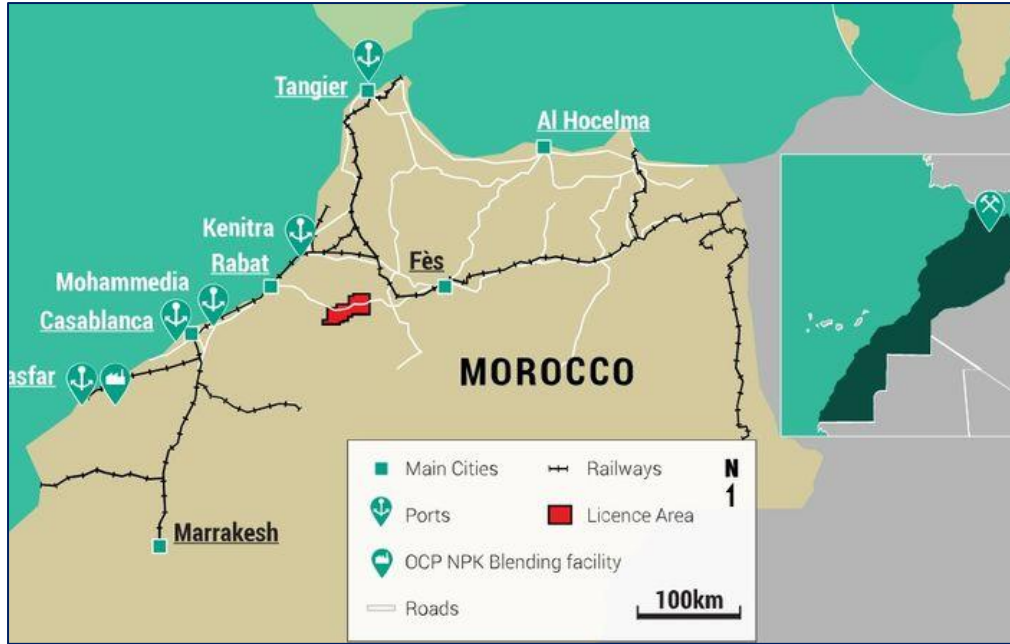 Tangier
Al Hocelma
Kenitra
Rabat
Fès
Mohammedia
Casablanca
asfar
MOROCCO
Marrakesh
Main Cities
Railways
N
Ports
Licence Area
OCP NPK Blending facility
Roads
100km